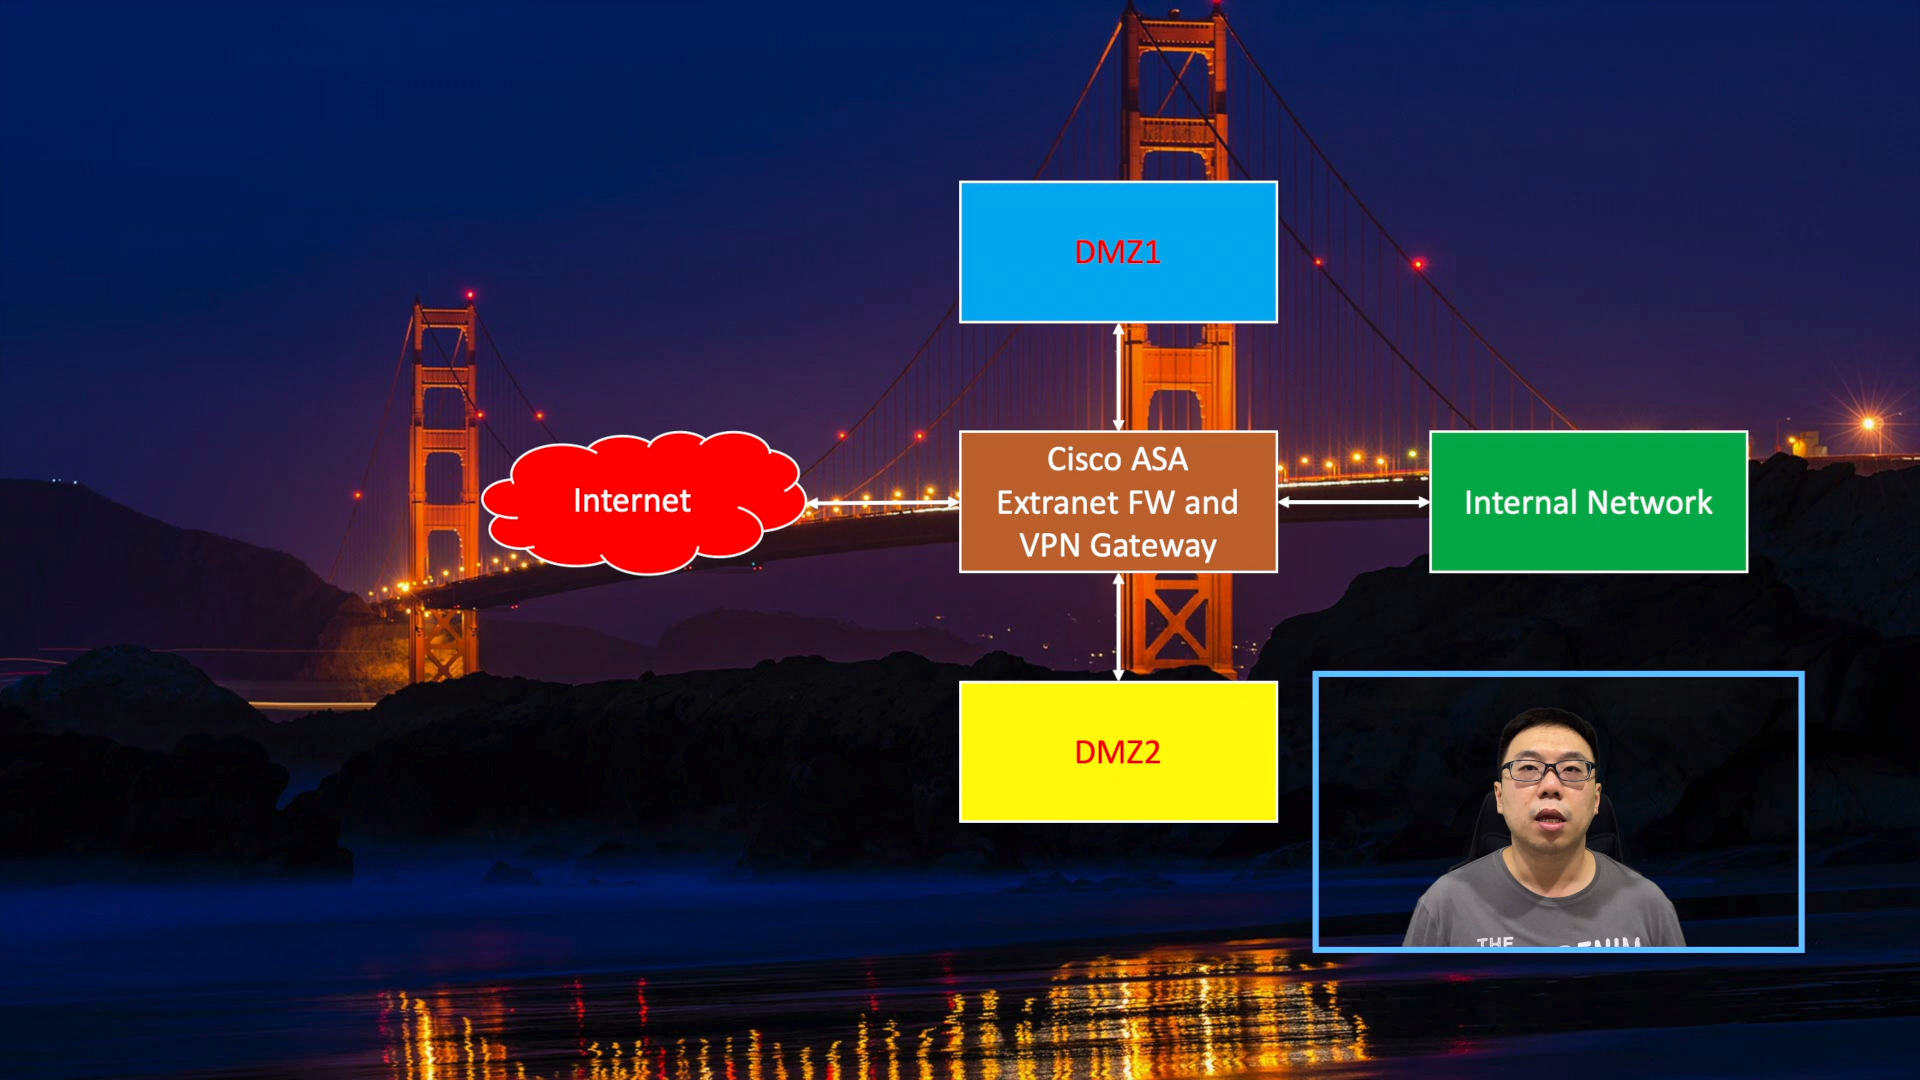 DMZ1
Internet
Cisco ASA
Extranet FW and
VPN Gateway
Internal Network
DMZ2
THE